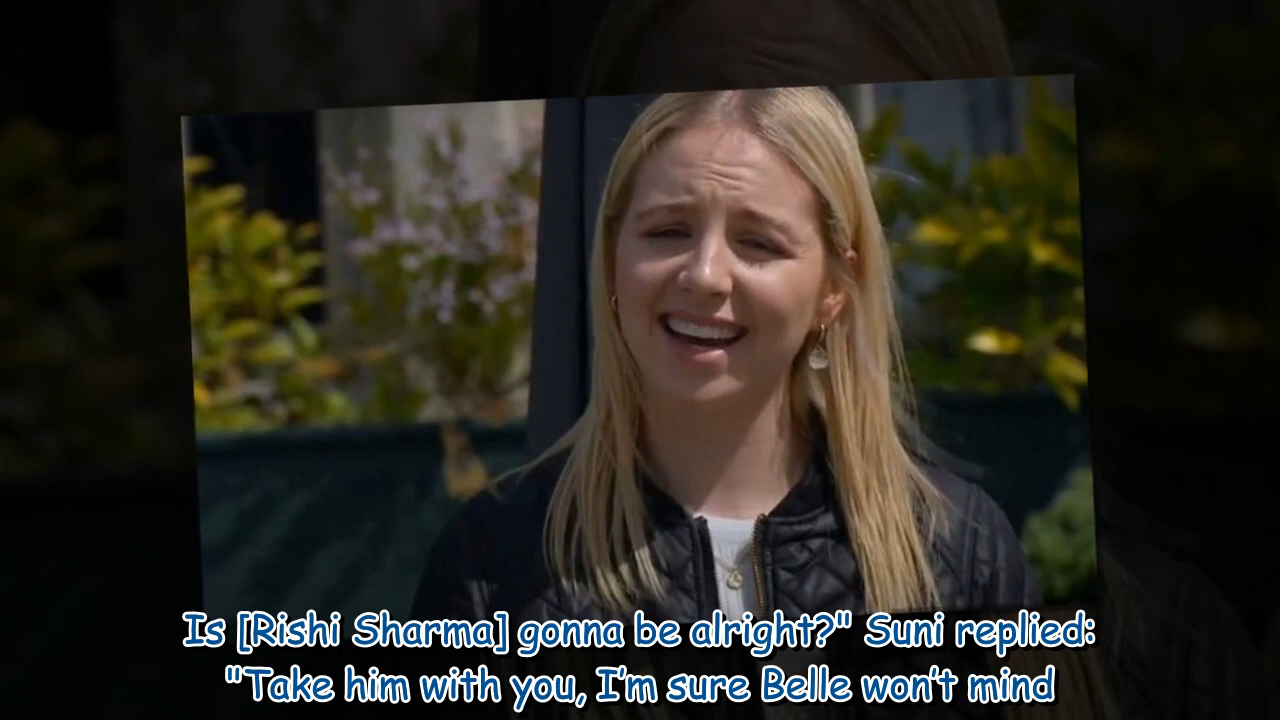 Is [Rishi Sharma] gonna be alright?" Suni replied:
"Take him with you, I’m sure Belle won’t mind